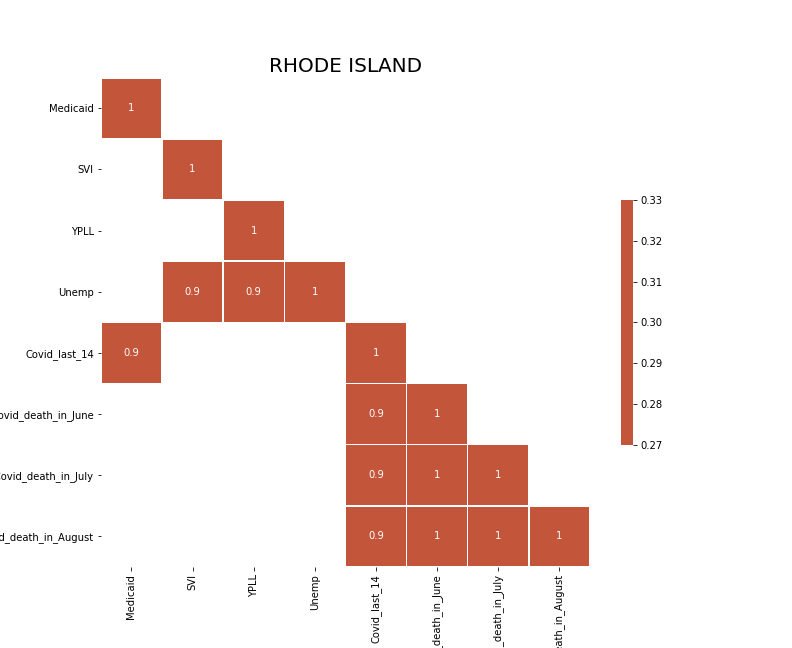 RHODE ISLAND
Medicaid 1
SVI 1
0.33
YPLL 1
0.32
0.31
Unemp 0.9 0.9 1
0.30
Covid_last_14 0.9 1
0.29
0.28
ovid_death_in_June 0.9 1
0.27
Covid_death_in_July 0.9 1 1
d_death_in_August 0.9 1 1 1
Medicaid
SVI
YPLL
Unemp
Covid_last_14
_death_in_June
_death_in_July
eath_in_August